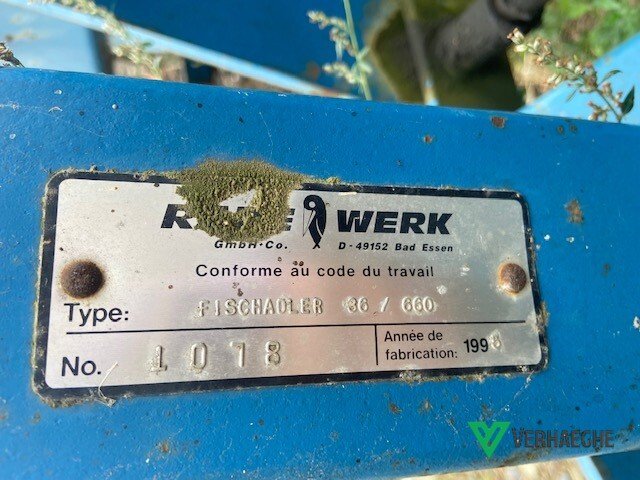 WERK
GmbH·Co. D-49152 Bad Essen
Conforme au code du travail
Type: FISCHADLER 36 / 660
No. 1078
Année de
fabrication: 199
VERHAEGHE